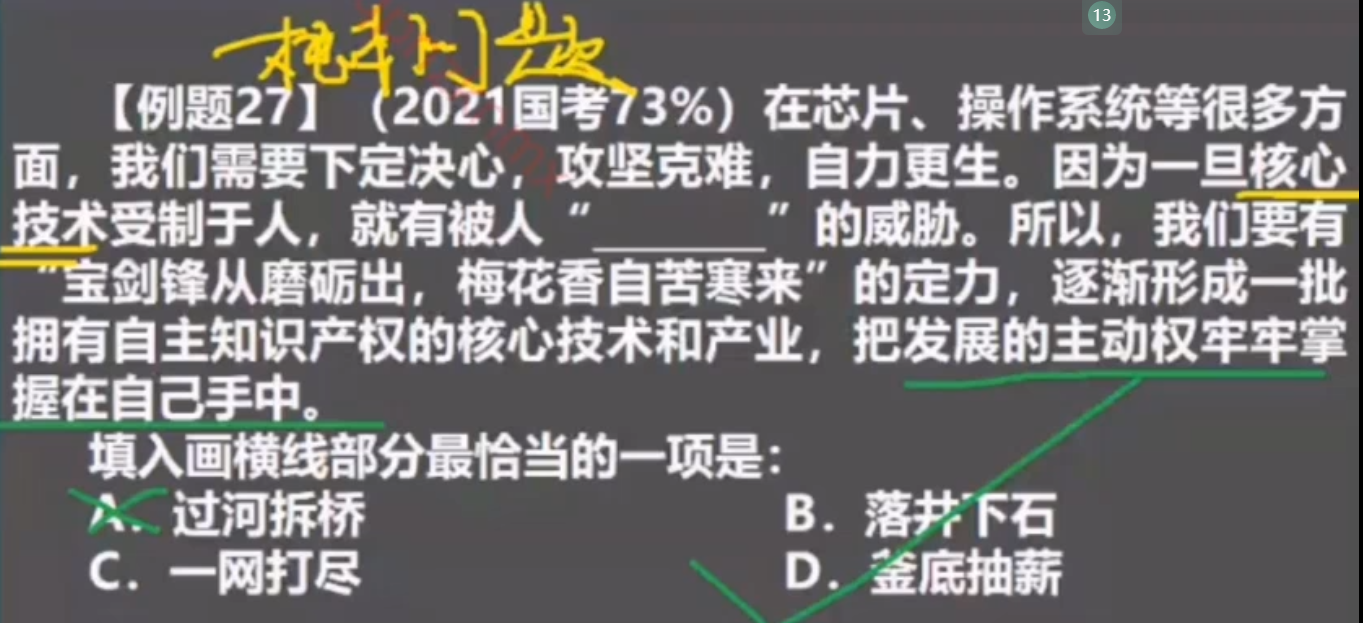 13
【例题27】（2021国考73%）在芯片、操作系统等很多方
面，我们需要下定决心，攻坚克难，自力更生。因为一旦核心
技术受制于人，就有被人“________”的威胁。所以，我们要有
“宝剑锋从磨砺出，梅花香自苦寒来”的定力，逐渐形成一批
拥有自主知识产权的核心技术和产业，把发展的主动权牢牢掌
握在自己手中。
填入画横线部分最恰当的一项是：
A. 过河拆桥 B. 落井下石
C. 一网打尽 D. 釜底抽薪